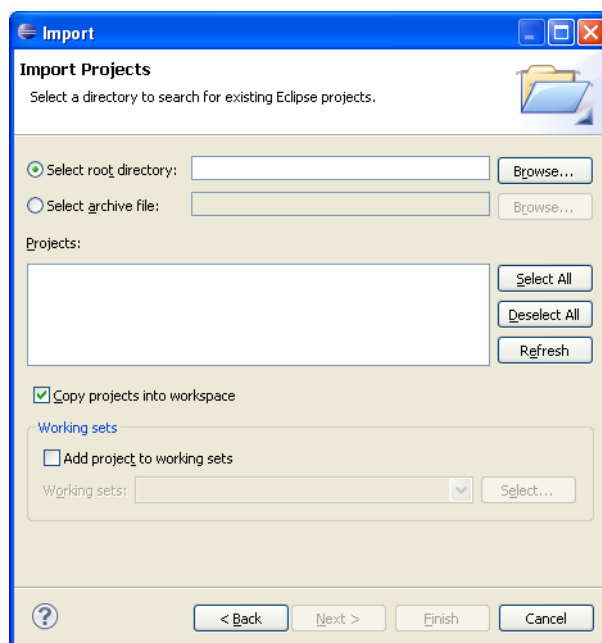 Import
Import Projects
Select a directory to search for existing Eclipse projects.
Select root directory: Browse...
Select archive file: Browse...
Projects:
Select All
Deselect All
Refresh
Copy projects into workspace
Working sets
Add project to working sets
Working sets: Select...
? < Back Next > Finish Cancel